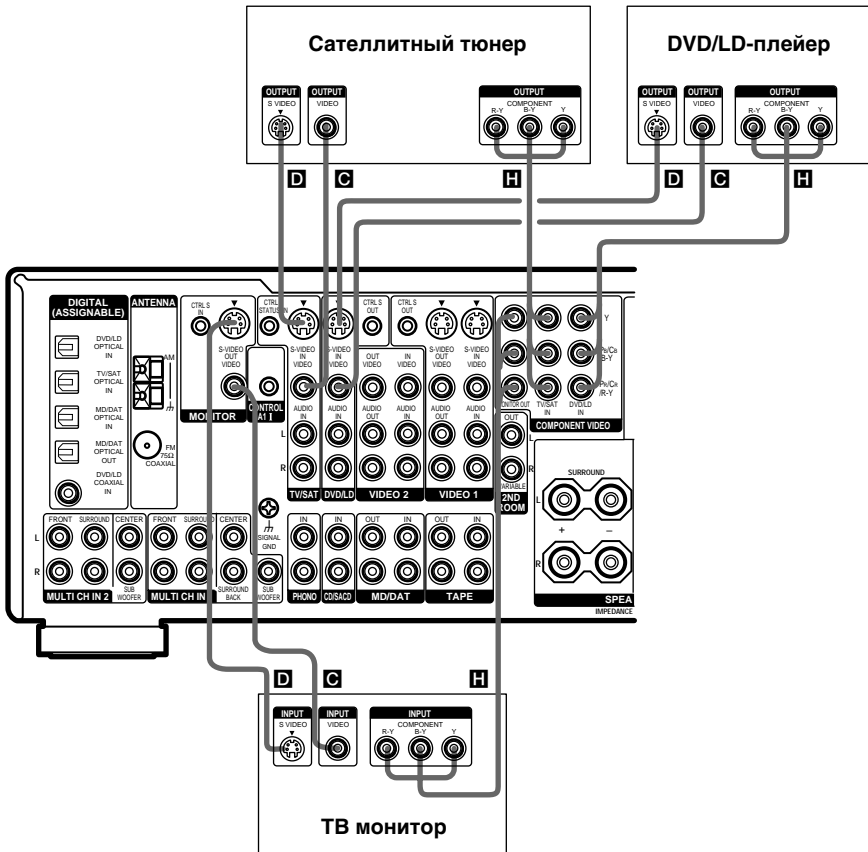 Сателлитный тюнер
OUTPUT
S VIDEO
OUTPUT
VIDEO
OUTPUT
COMPONENT
R-Y B-Y Y
DVD/LD-плейер
OUTPUT
S VIDEO
OUTPUT
VIDEO
OUTPUT
COMPONENT
R-Y B-Y Y
D C H D C H
DIGITAL
(ASSIGNABLE)
DVD/LD
OPTICAL
IN
TV/SAT
OPTICAL
IN
MD/DAT
OPTICAL
IN
MD/DAT
OPTICAL
OUT
DVD/LD
COAXIAL
IN
ANTENNA
AM
FM
75Ω
COAXIAL
CTRL S
IN
S-VIDEO
OUT
VIDEO
MONITOR
CTRL S
STATUS IN
CONTROL
A1 II
S-VIDEO
IN
VIDEO
AUDIO
IN
L
R
TV/SAT
S-VIDEO
IN
VIDEO
AUDIO
IN
DVD/LD
CTRL S
OUT
OUT
VIDEO
IN
VIDEO
AUDIO
OUT
AUDIO
IN
VIDEO 2
CTRL S
OUT
S-VIDEO
OUT
VIDEO
S-VIDEO
IN
VIDEO
AUDIO
OUT
AUDIO
IN
VIDEO 1
Y
PB/CB
B-Y
PR/CR
/R-Y
MONITOR OUT
TV/SAT
IN
DVD/LD
IN
COMPONENT VIDEO
OUT
L
R
VARIABLE
2ND
ROOM
SURROUND
L
+ –
R
SPEA
IMPEDANCE
SIGNAL
GND
FRONT SURROUND CENTER
L
R
SUB
WOOFER
MULTI CH IN 2
FRONT SURROUND CENTER
SURROUND
BACK
SUB
WOOFER
MULTI CH IN
IN
PHONO
IN
CD/SACD
OUT IN
MD/DAT
OUT IN
TAPE
D C H
INPUT
S VIDEO
INPUT
VIDEO
INPUT
COMPONENT
R-Y B-Y Y
ТВ монитор